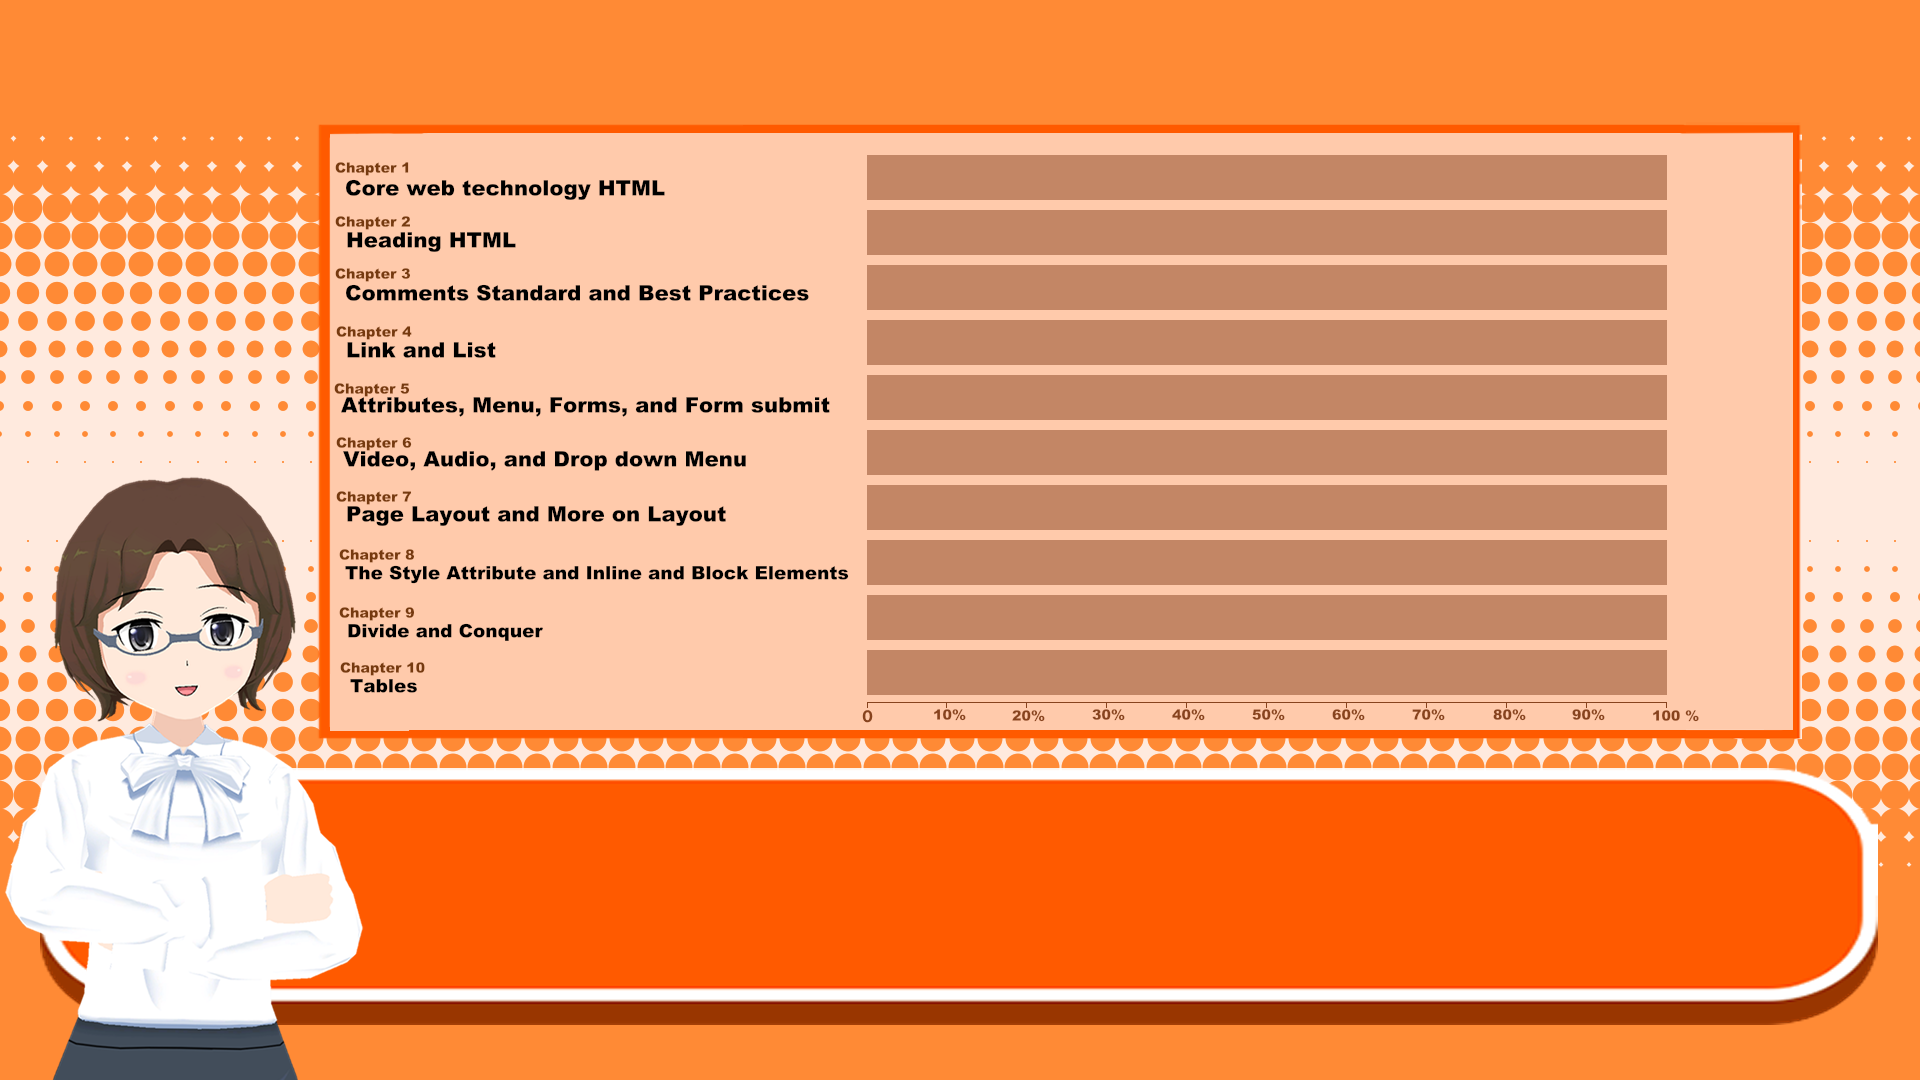 Chapter 1
Core web technology HTML
Chapter 2
Heading HTML
Chapter 3
Comments Standard and Best Practices
Chapter 4
Link and List
Chapter 5
Attributes, Menu, Forms, and Form submit
Chapter 6
Video, Audio, and Drop down Menu
Chapter 7
Page Layout and More on Layout
Chapter 8
The Style Attribute and Inline and Block Elements
Chapter 9
Divide and Conquer
Chapter 10
Tables
0 10% 20% 30% 40% 50% 60% 70% 80% 90% 100 %